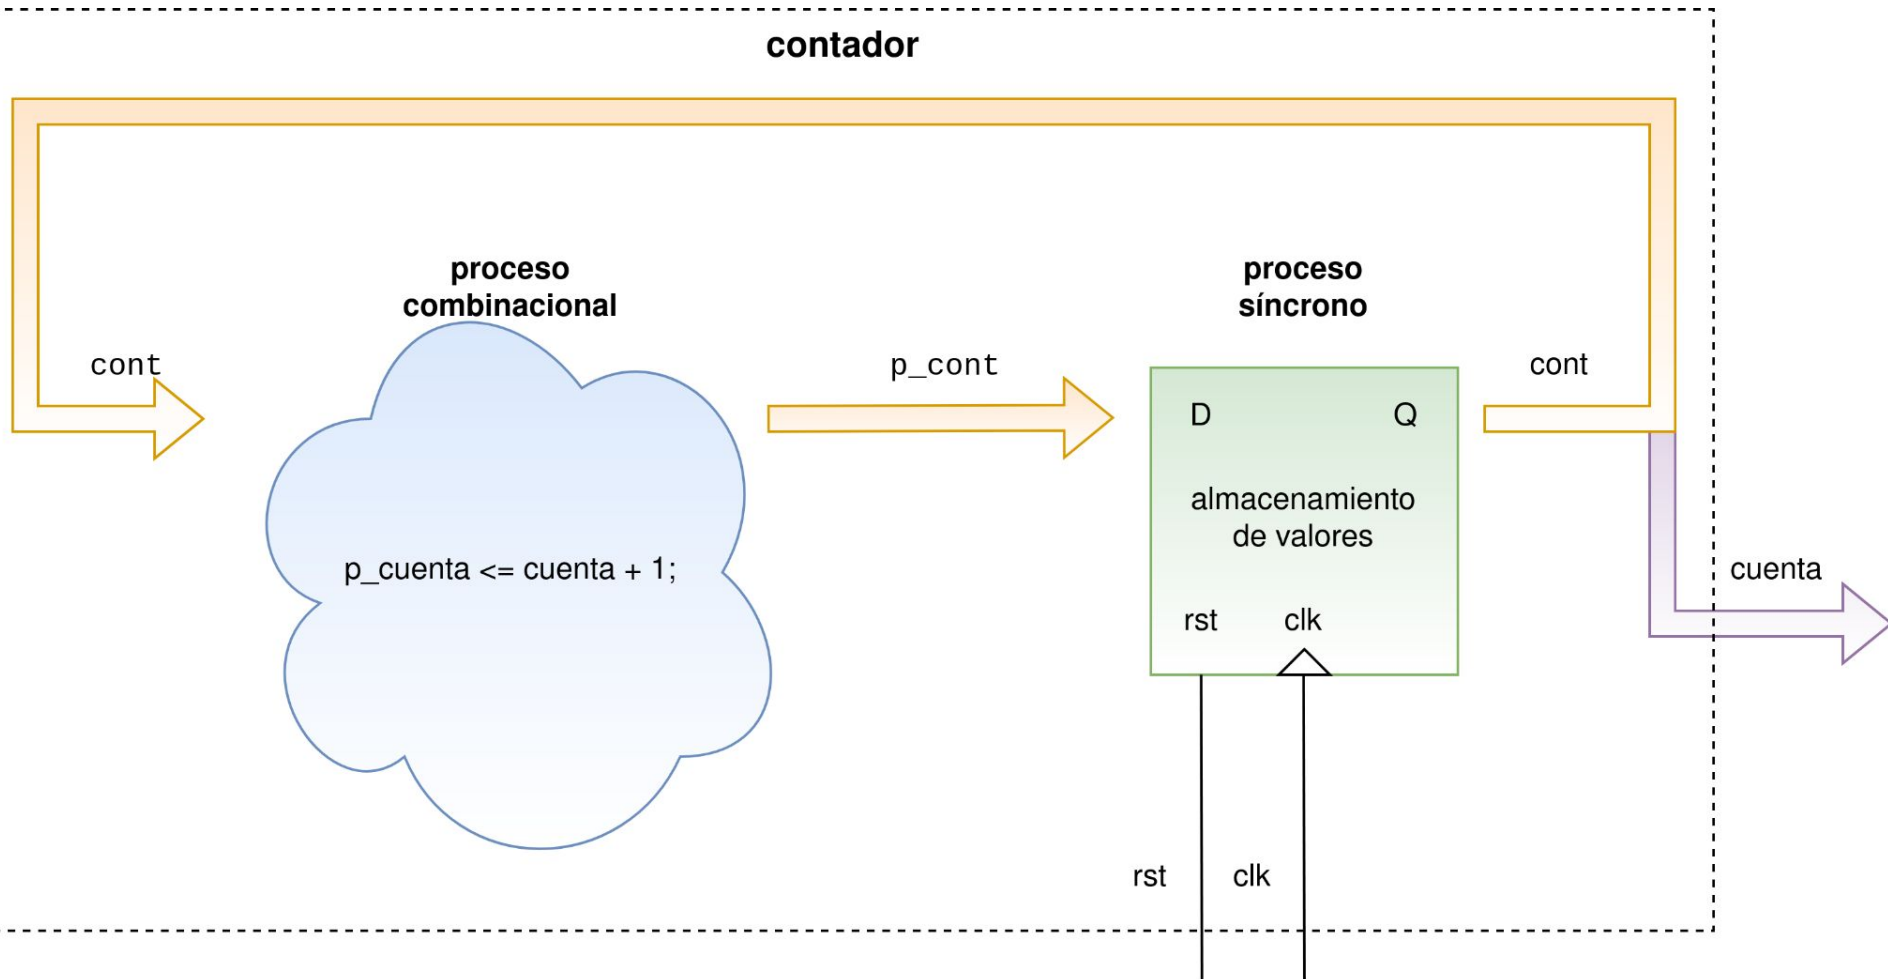 contador
proceso
combinacional
proceso
síncrono
cont
p_cont
cont
D
Q
almacenamiento
de valores
p_cuenta <= cuenta + 1;
cuenta
rst
clk
rst
clk